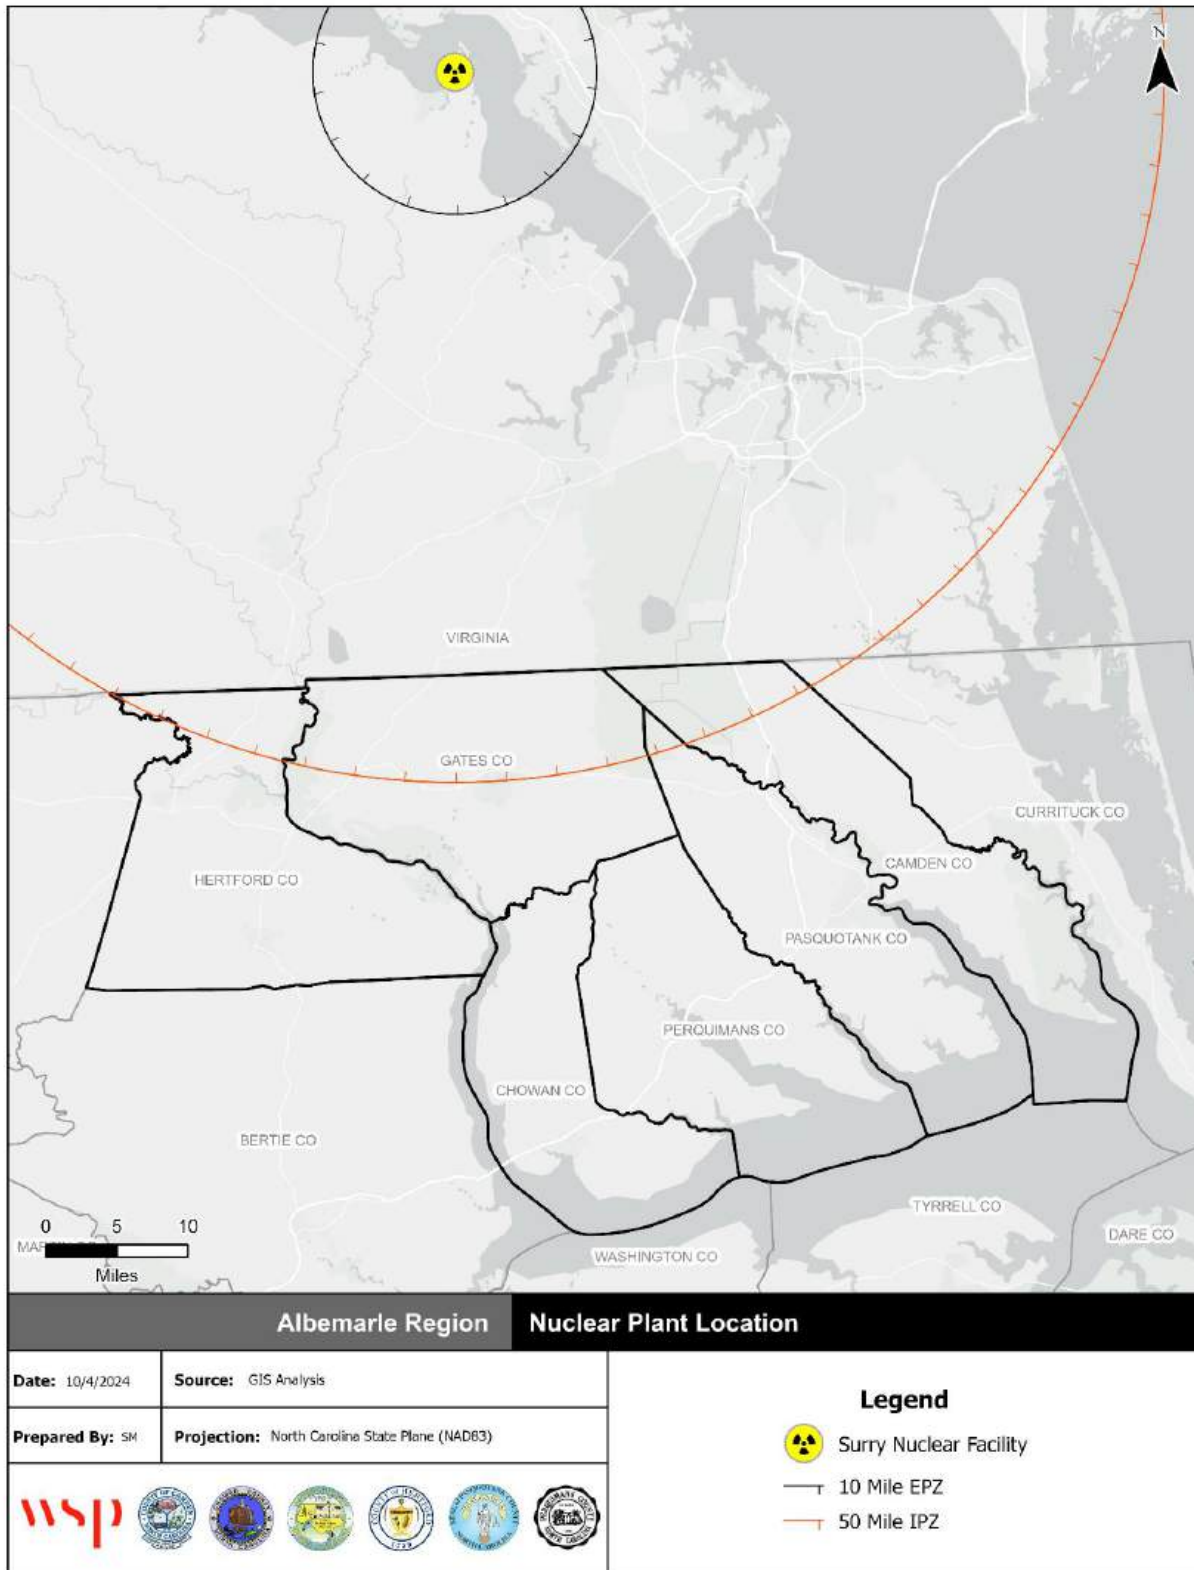 N
VIRGINIA
GATES CO
CURRITUCK CO
CAMDEN CO
HERTFORD CO
PASQUOTANK CO
PERQUIMANS CO
CHOWAN CO
BERTIE CO
TYRRELL CO
DARE CO
WASHINGTON CO
0 5 10
Miles
Albemarle Region Nuclear Plant Location
Date: 10/4/2024 Source: GIS Analysis
Prepared By: SM Projection: North Carolina State Plane (NAD83)
wsp
Legend
Surry Nuclear Facility
10 Mile EPZ
50 Mile IPZ